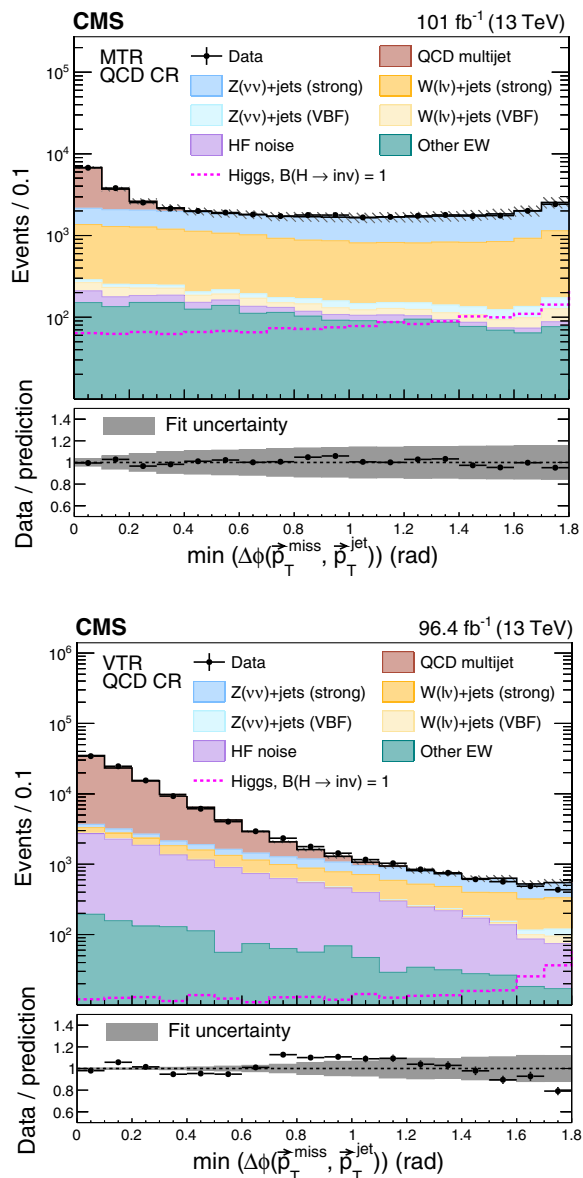 CMS 101 fb⁻¹ (13 TeV)
MTR
QCD CR
Data
QCD multijet
Z(νν)+jets (strong)
W(lν)+jets (strong)
Z(νν)+jets (VBF)
W(lν)+jets (VBF)
HF noise
Other EW
Higgs, B(H → inv) = 1
Events / 0.1
10⁵
10⁴
10³
10²
Fit uncertainty
Data / prediction
1.4
1.2
1.0
0.8
0.6
0 0.2 0.4 0.6 0.8 1 1.2 1.4 1.6 1.8
min (Δϕ(p⃗_T^miss, p⃗_T^jet)) (rad)
CMS 96.4 fb⁻¹ (13 TeV)
VTR
QCD CR
Data
QCD multijet
Z(νν)+jets (strong)
W(lν)+jets (strong)
Z(νν)+jets (VBF)
W(lν)+jets (VBF)
HF noise
Other EW
Higgs, B(H → inv) = 1
Events / 0.1
10⁶
10⁵
10⁴
10³
10²
Fit uncertainty
Data / prediction
1.4
1.2
1
0.8
0.6
0 0.2 0.4 0.6 0.8 1 1.2 1.4 1.6 1.8
min (Δϕ(p⃗_T^miss, p⃗_T^jet)) (rad)